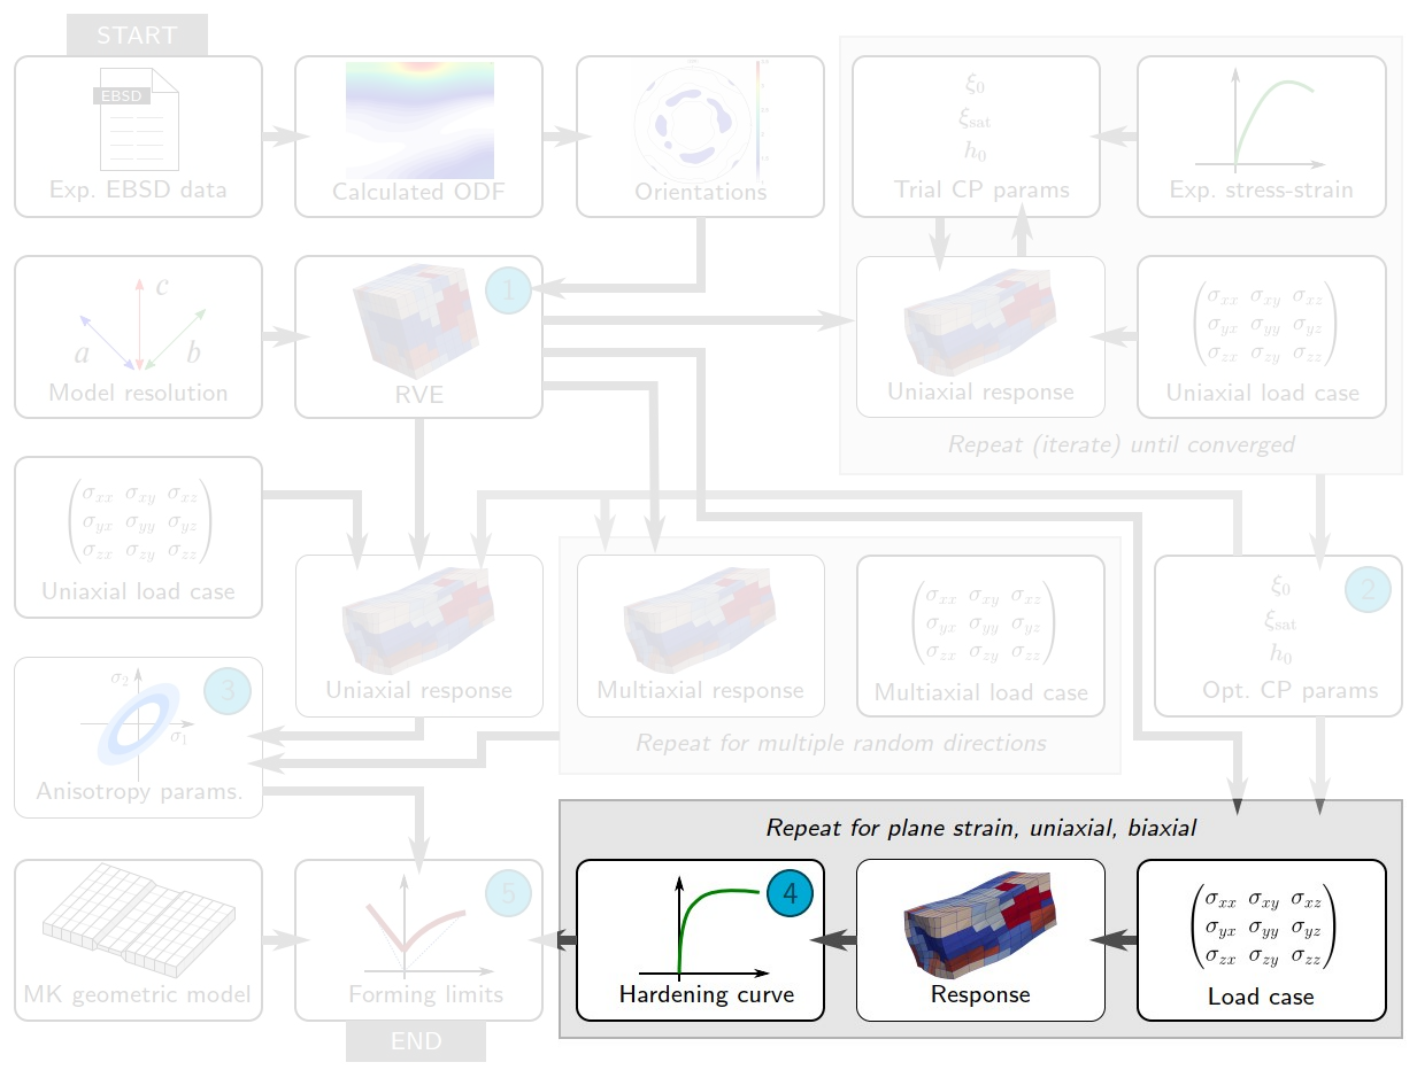 START
EBSD
Exp. EBSD data
Calculated ODF
Orientations
ξ₀
ξsat
h₀
Trial CP params
Exp. stress-strain
c
a
b
Model resolution
1
RVE
Uniaxial response
σxx σxy σxz
σyx σyy σyz
σzx σzy σzz
Uniaxial load case
Repeat (iterate) until converged
σxx σxy σxz
σyx σyy σyz
σzx σzy σzz
Uniaxial load case
Uniaxial response
Multiaxial response
σxx σxy σxz
σyx σyy σyz
σzx σzy σzz
Multiaxial load case
Repeat for multiple random directions
2
ξ₀
ξsat
h₀
Opt. CP params
3
σ₂
σ₁
Anisotropy params.
Repeat for plane strain, uniaxial, biaxial
MK geometric model
5
Forming limits
4
Hardening curve
Response
σxx σxy σxz
σyx σyy σyz
σzx σzy σzz
Load case
END